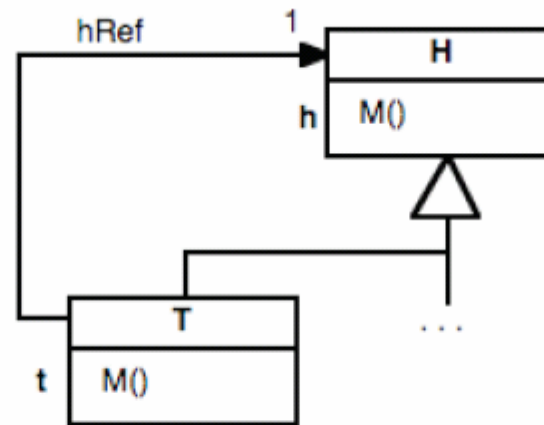 hRef 1
H
h M()
. . .
T
t M()